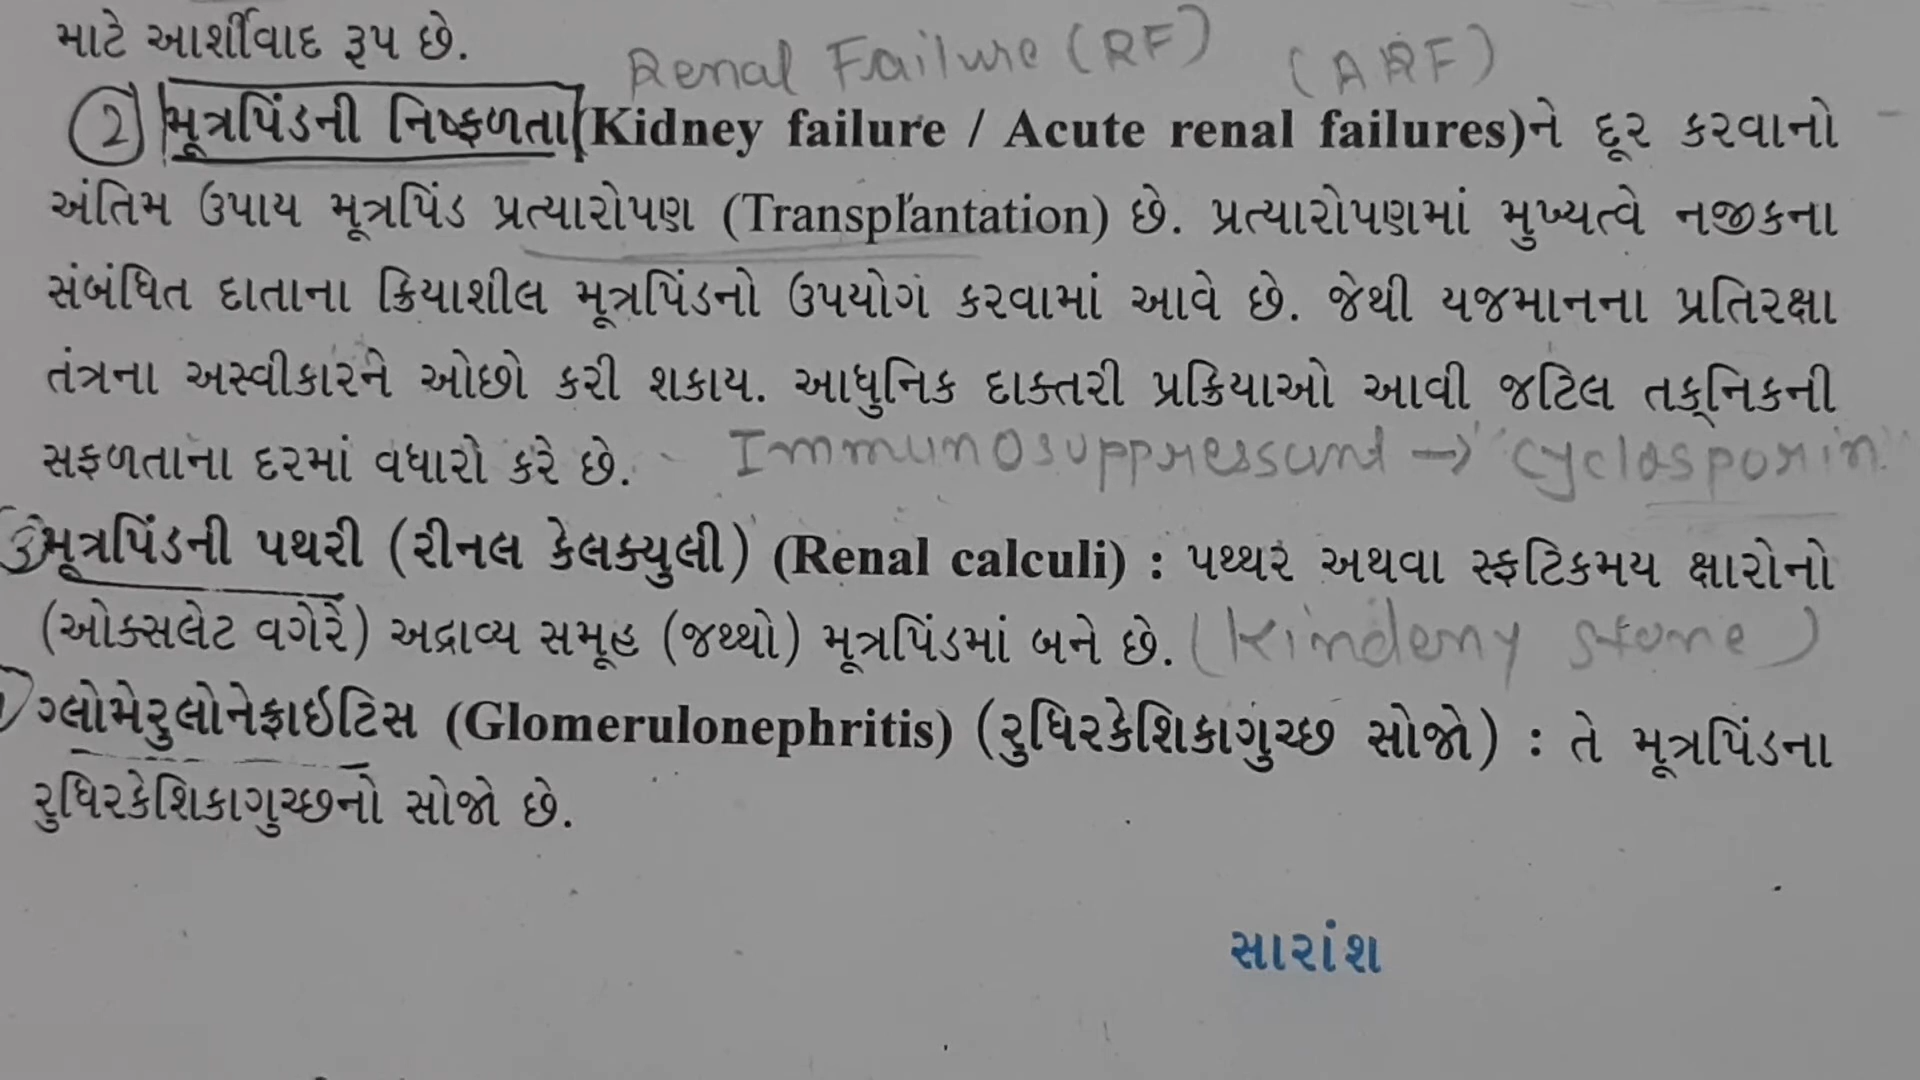 માટે આર્શીવાદ રૂપ છે.
Renal Failure (RF) (ARF)
② મૂત્રપિંડની નિષ્ફળતા (Kidney failure / Acute renal failures)ને દૂર કરવાનો
અંતિમ ઉપાય મૂત્રપિંડ પ્રત્યારોપણ (Transplantation) છે. પ્રત્યારોપણમાં મુખ્યત્વે નજીકના
સંબંધિત દાતાના ક્રિયાશીલ મૂત્રપિંડનો ઉપયોગ કરવામાં આવે છે. જેથી યજમાનના પ્રતિરક્ષા
તંત્રના અસ્વીકારને ઓછો કરી શકાય. આધુનિક દાક્તરી પ્રક્રિયાઓ આવી જટિલ તક્નિકની
સફળતાના દરમાં વધારો કરે છે. Immunosuppressant → "Cyclosporin"
③ મૂત્રપિંડની પથરી (રીનલ કેલક્યુલી) (Renal calculi) : પથ્થર અથવા સ્ફટિકમય ક્ષારોનો
(ઓક્સલેટ વગેરે) અદ્રાવ્ય સમૂહ (જથ્થો) મૂત્રપિંડમાં બને છે. (Kindeny stone)
ગ્લોમેરુલોનેફ્રાઇટિસ (Glomerulonephritis) (રુધિરકેશિકાગુચ્છ સોજો) : તે મૂત્રપિંડના
રુધિરકેશિકાગુચ્છનો સોજો છે.
સારાંશ